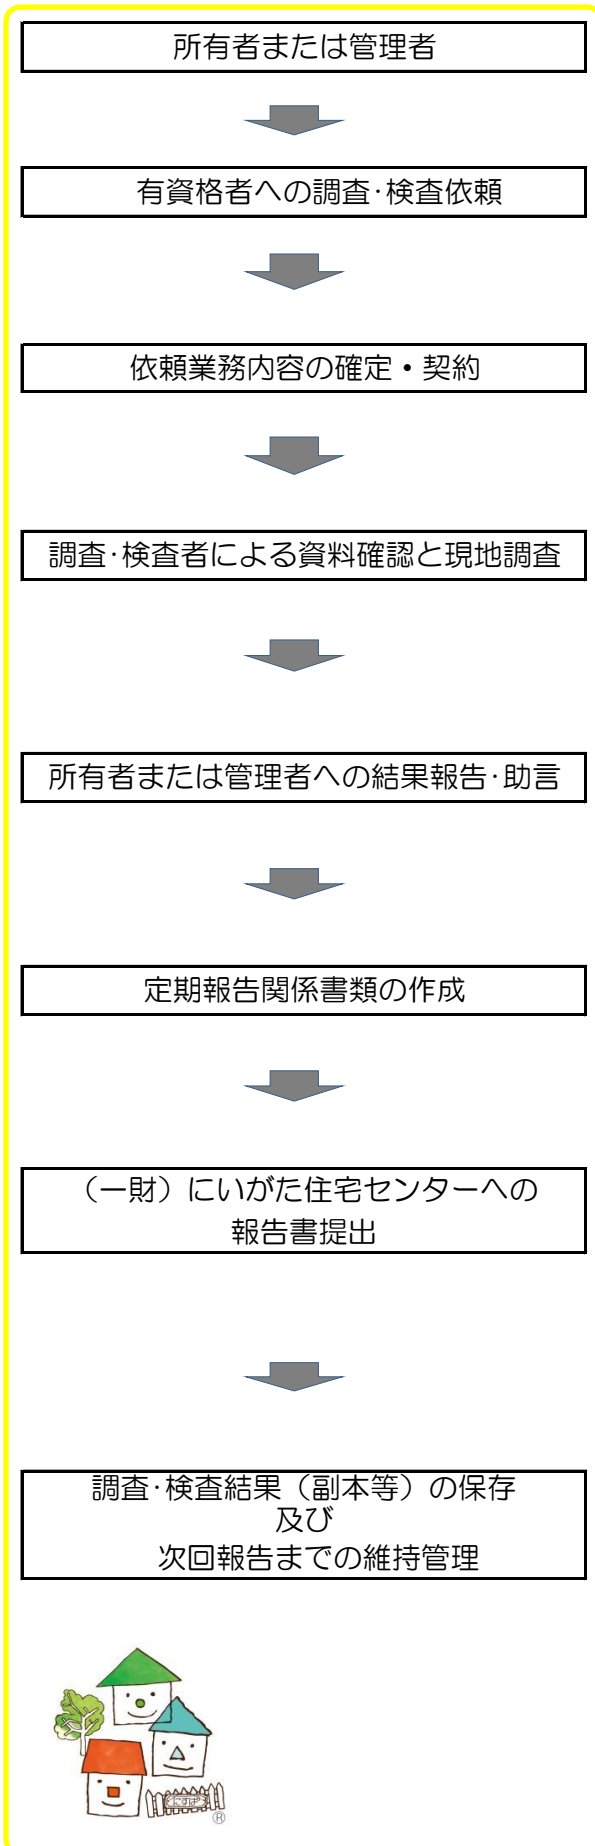 所有者または管理者
有資格者への調査･検査依頼
依頼業務内容の確定・契約
調査･検査者による資料確認と現地調査
所有者または管理者への結果報告･助言
定期報告関係書類の作成
（一財）にいがた住宅センターへの
報告書提出
調査･検査結果（副本等）の保存
及び
次回報告までの維持管理
®